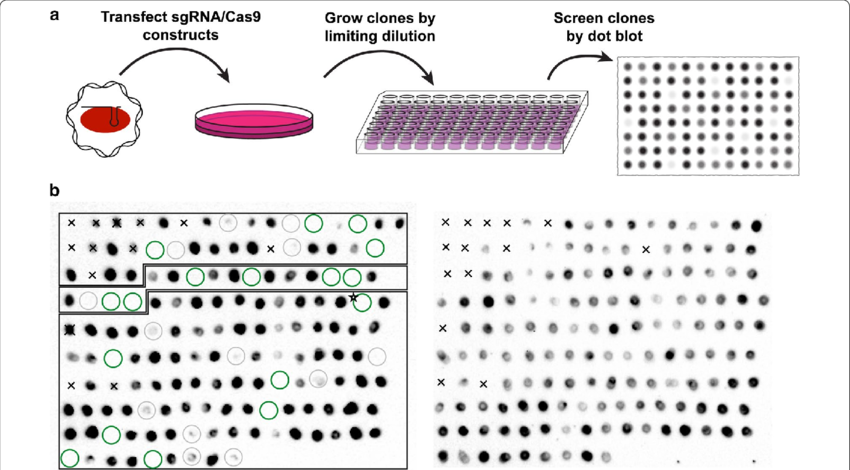 a
Transfect sgRNA/Cas9
constructs
Grow clones by
limiting dilution
Screen clones
by dot blot
b